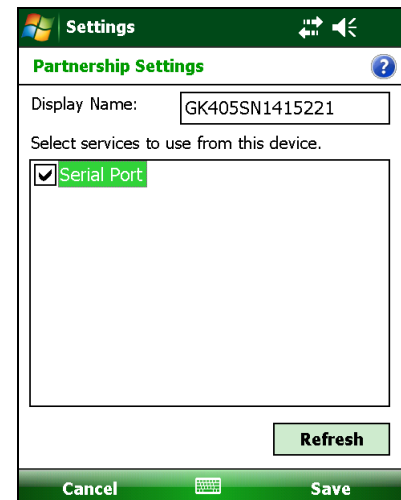 Settings
Partnership Settings
?
Display Name: GK405SN1415221
Select services to use from this device.
Serial Port
Refresh
Cancel Save